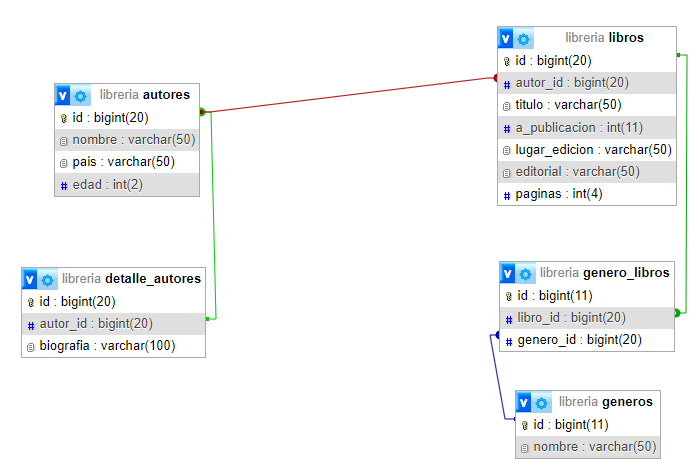 libreria autores
id : bigint(20)
nombre : varchar(50)
pais : varchar(50)
edad : int(2)
libreria libros
id : bigint(20)
autor_id : bigint(20)
titulo : varchar(50)
a_publicacion : int(11)
lugar_edicion : varchar(50)
editorial : varchar(50)
paginas : int(4)
libreria detalle_autores
id : bigint(20)
autor_id : bigint(20)
biografia : varchar(100)
libreria genero_libros
id : bigint(11)
libro_id : bigint(20)
genero_id : bigint(20)
libreria generos
id : bigint(11)
nombre : varchar(50)